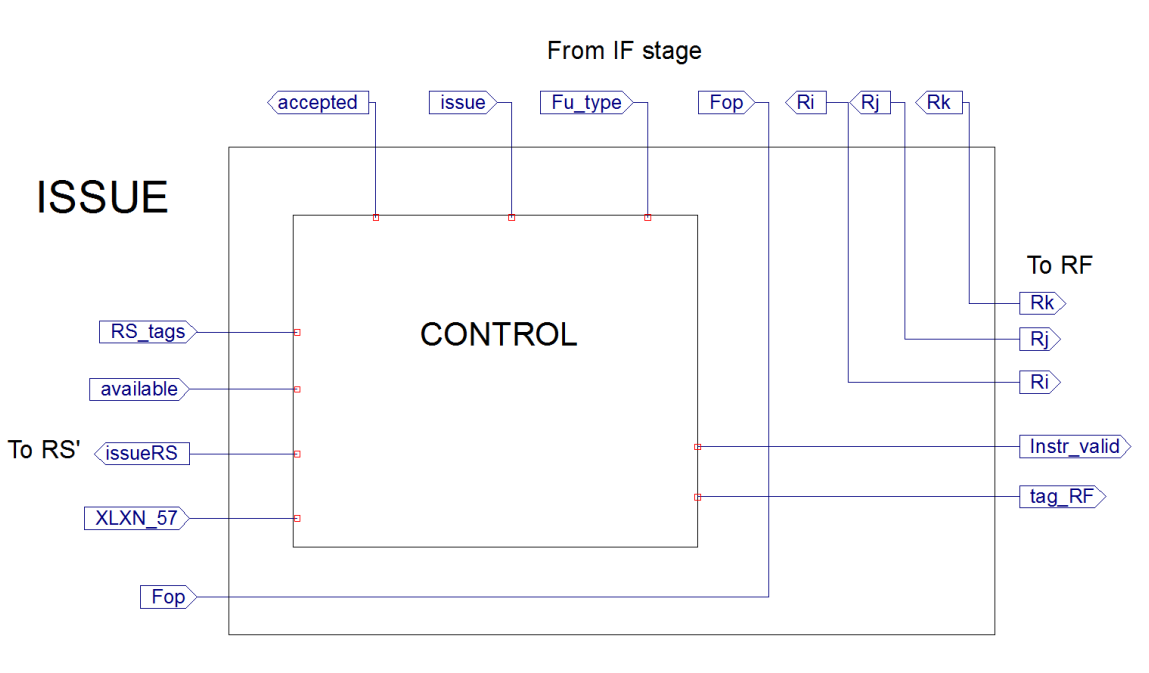 From IF stage
accepted
issue
Fu_type
Fop
Ri
Rj
Rk
ISSUE
To RF
Rk
RS_tags
CONTROL
Rj
available
Ri
To RS'
issueRS
Instr_valid
tag_RF
XLXN_57
Fop